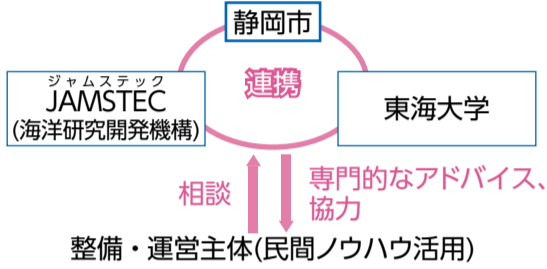 静岡市
連携
ジャムステック
JAMSTEC
(海洋研究開発機構)
東海大学
相談
専門的なアドバイス、
協力
整備・運営主体(民間ノウハウ活用)